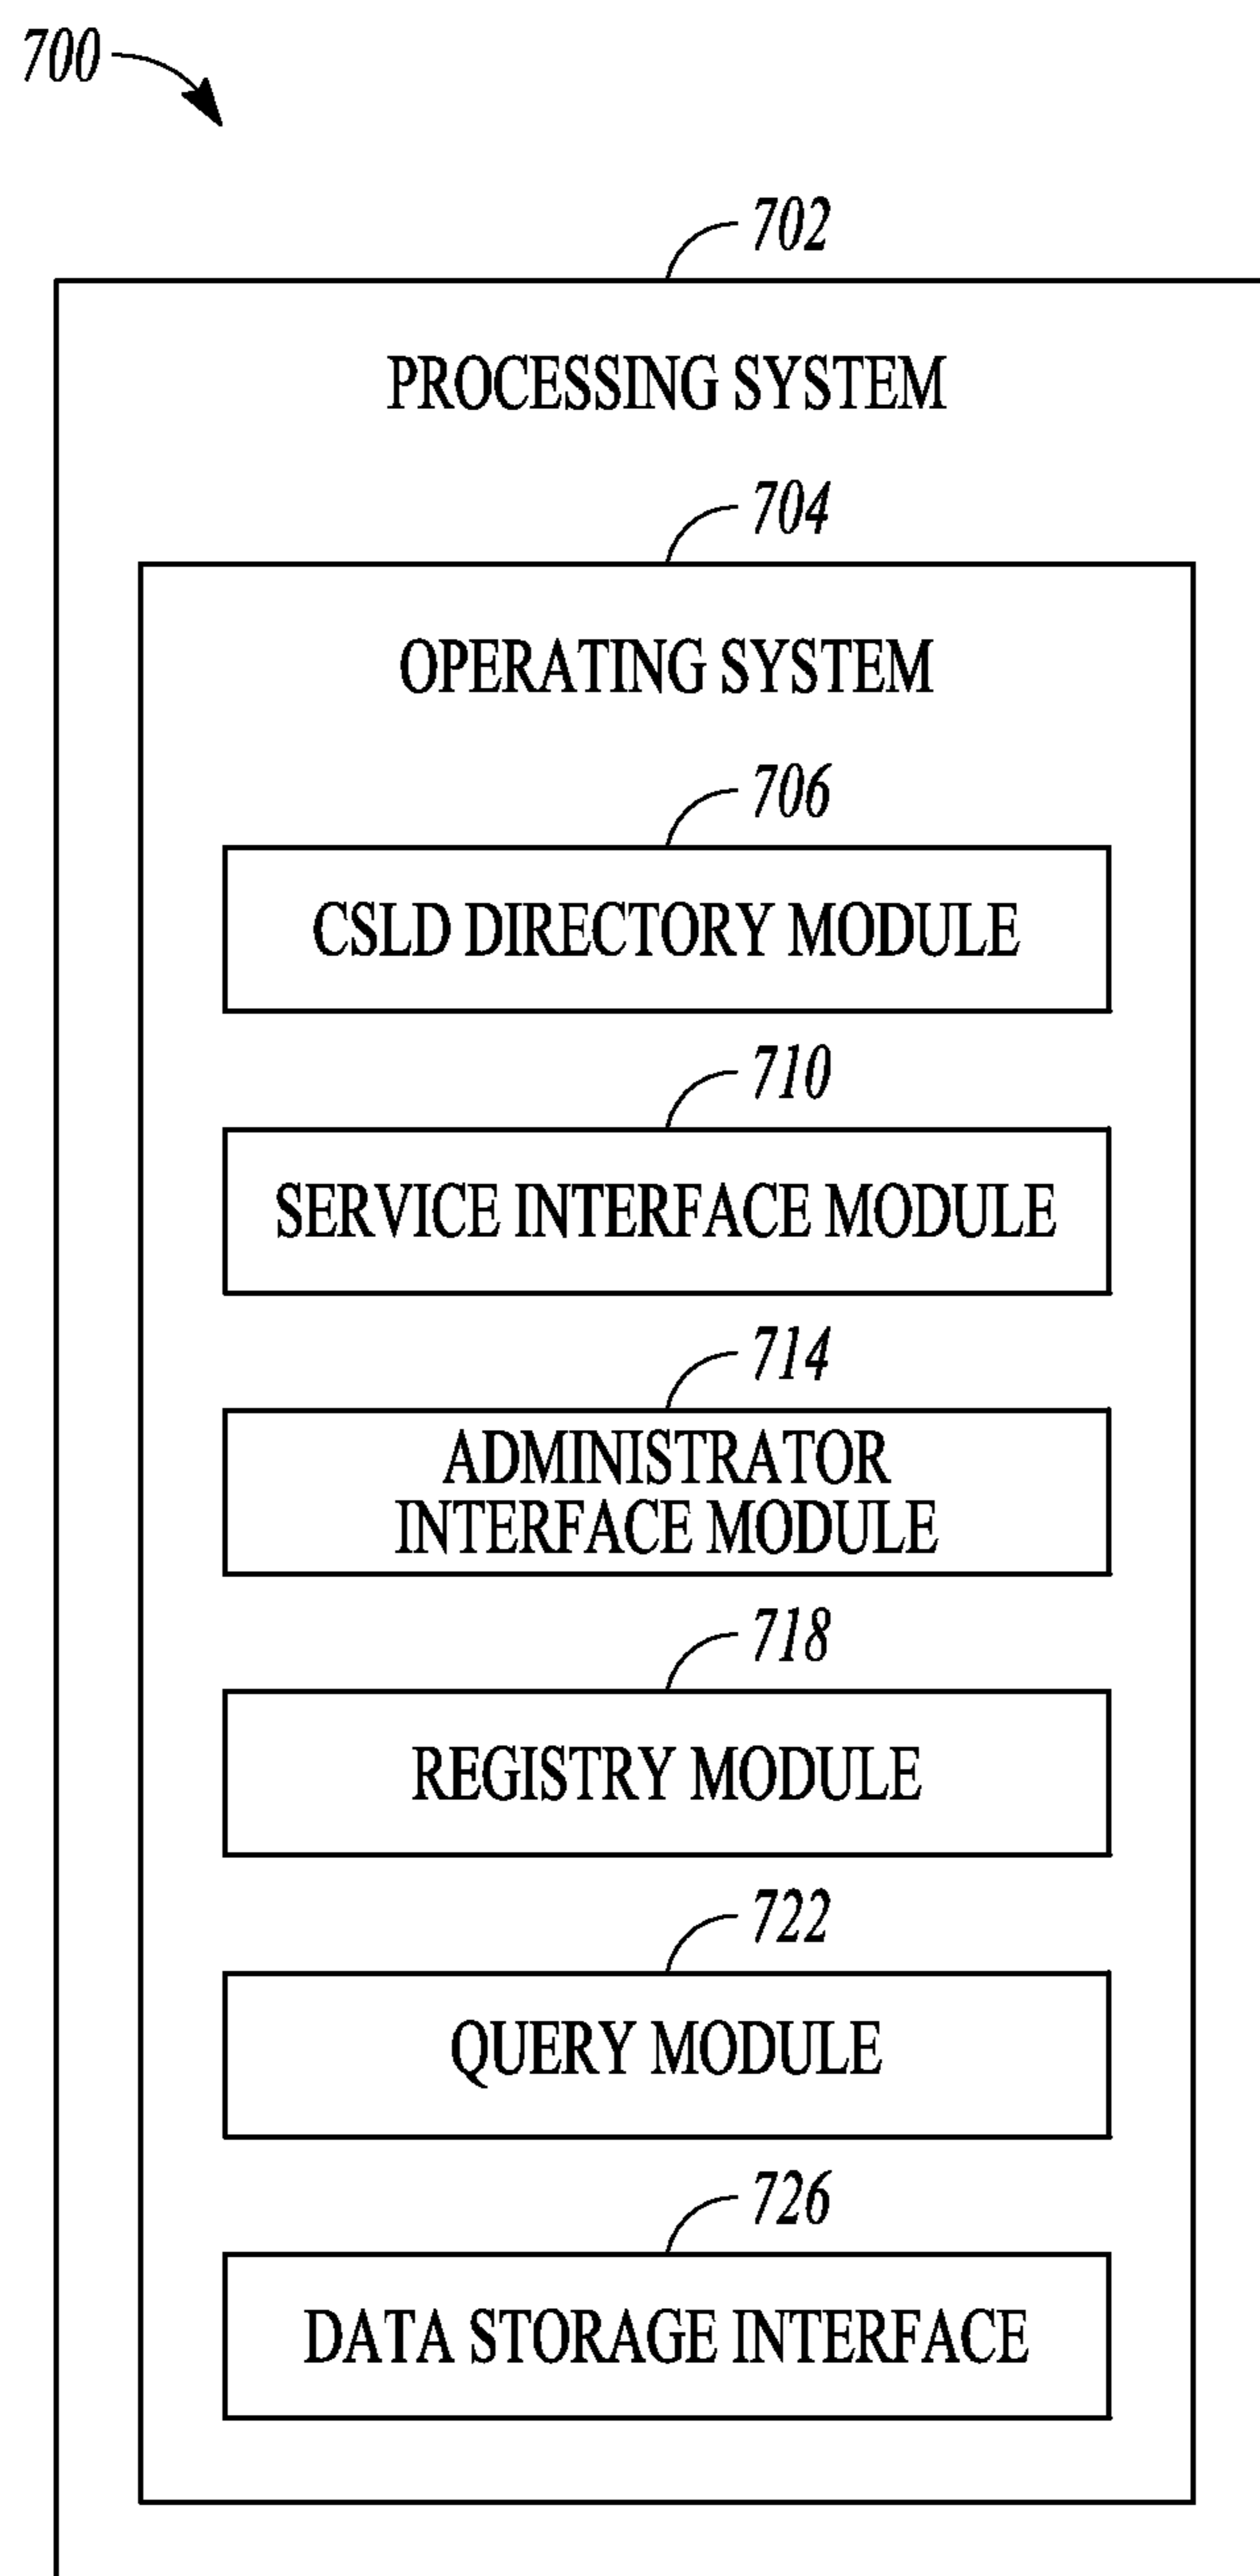 700
702
PROCESSING SYSTEM
704
OPERATING SYSTEM
706
CSLD DIRECTORY MODULE
710
SERVICE INTERFACE MODULE
714
ADMINISTRATOR
INTERFACE MODULE
718
REGISTRY MODULE
722
QUERY MODULE
726
DATA STORAGE INTERFACE